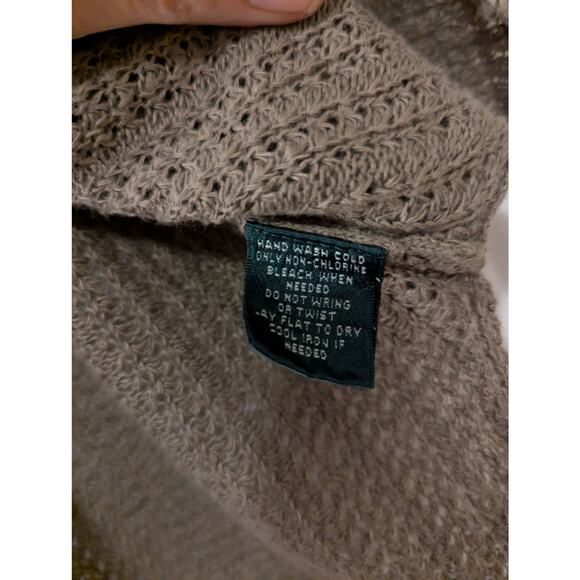 HAND WASH COLD
ONLY NON-CHLORINE
BLEACH WHEN
NEEDED
DO NOT WRING
OR TWIST
LAY FLAT TO DRY
COOL IRON IF
NEEDED